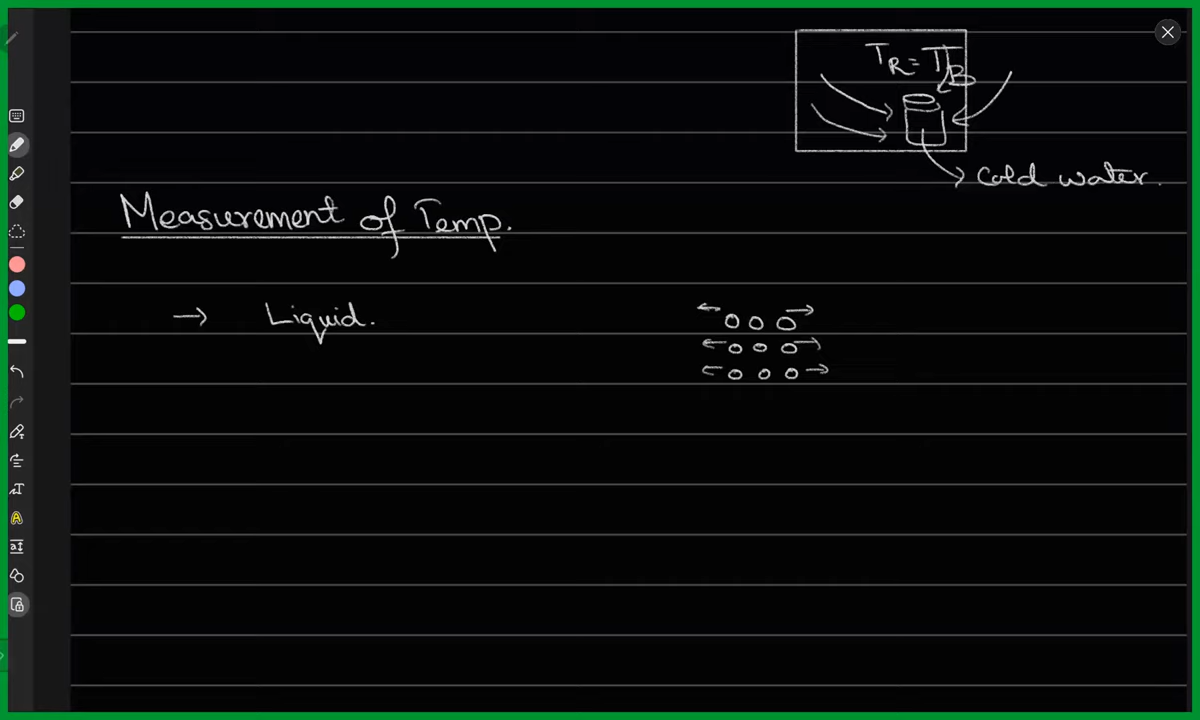 T_R = T_B
cold water.
Measurement of Temp.
→ Liquid.